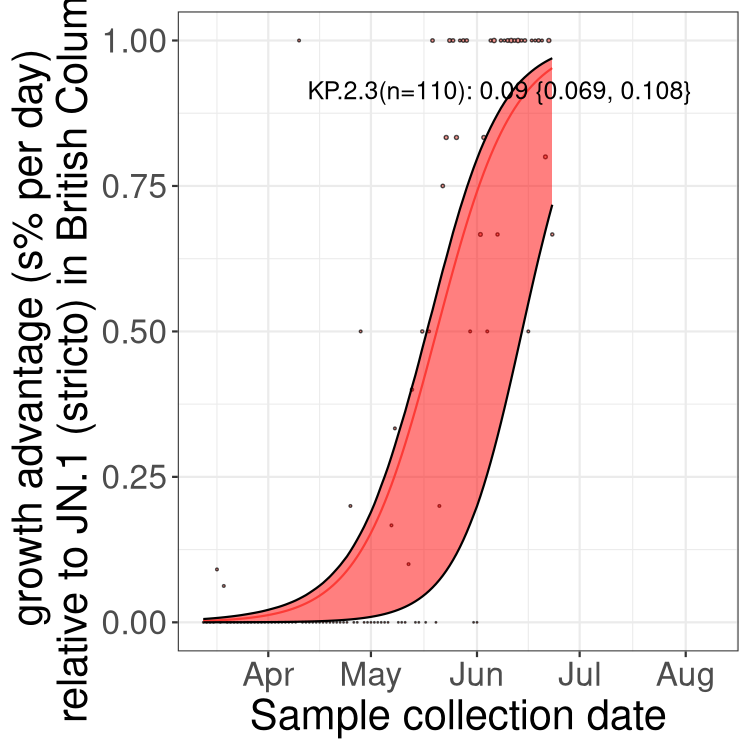 growth advantage (s% per day)
relative to JN.1 (stricto) in British Colum
1.00
0.75
0.50
0.25
0.00
KP.2.3(n=110): 0.09 {0.069, 0.108}
Apr May Jun Jul Aug
Sample collection date